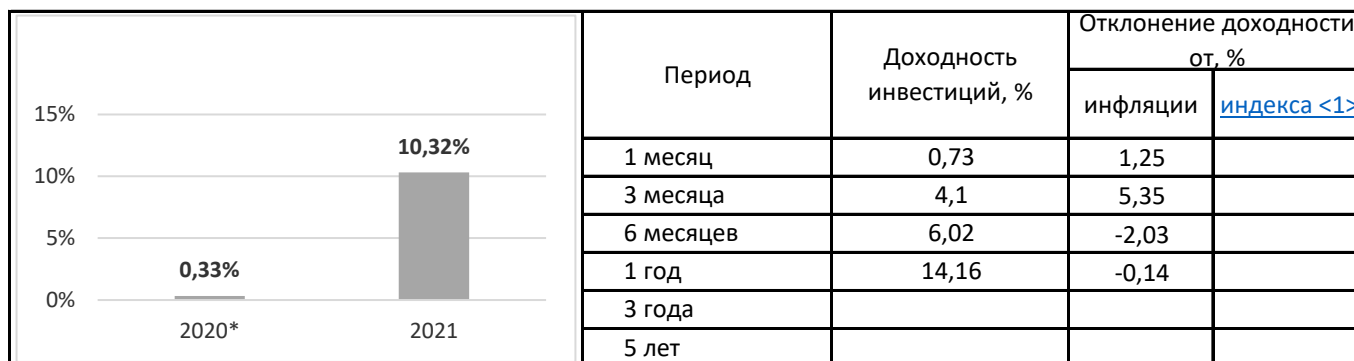 15%
10%
5%
0%
0,33%
10,32%
2020*
2021
Период
Доходность
инвестиций, %
Отклонение доходности
от, %
инфляции
индекса <1>
1 месяц 0,73 1,25
3 месяца 4,1 5,35
6 месяцев 6,02 -2,03
1 год 14,16 -0,14
3 года
5 лет